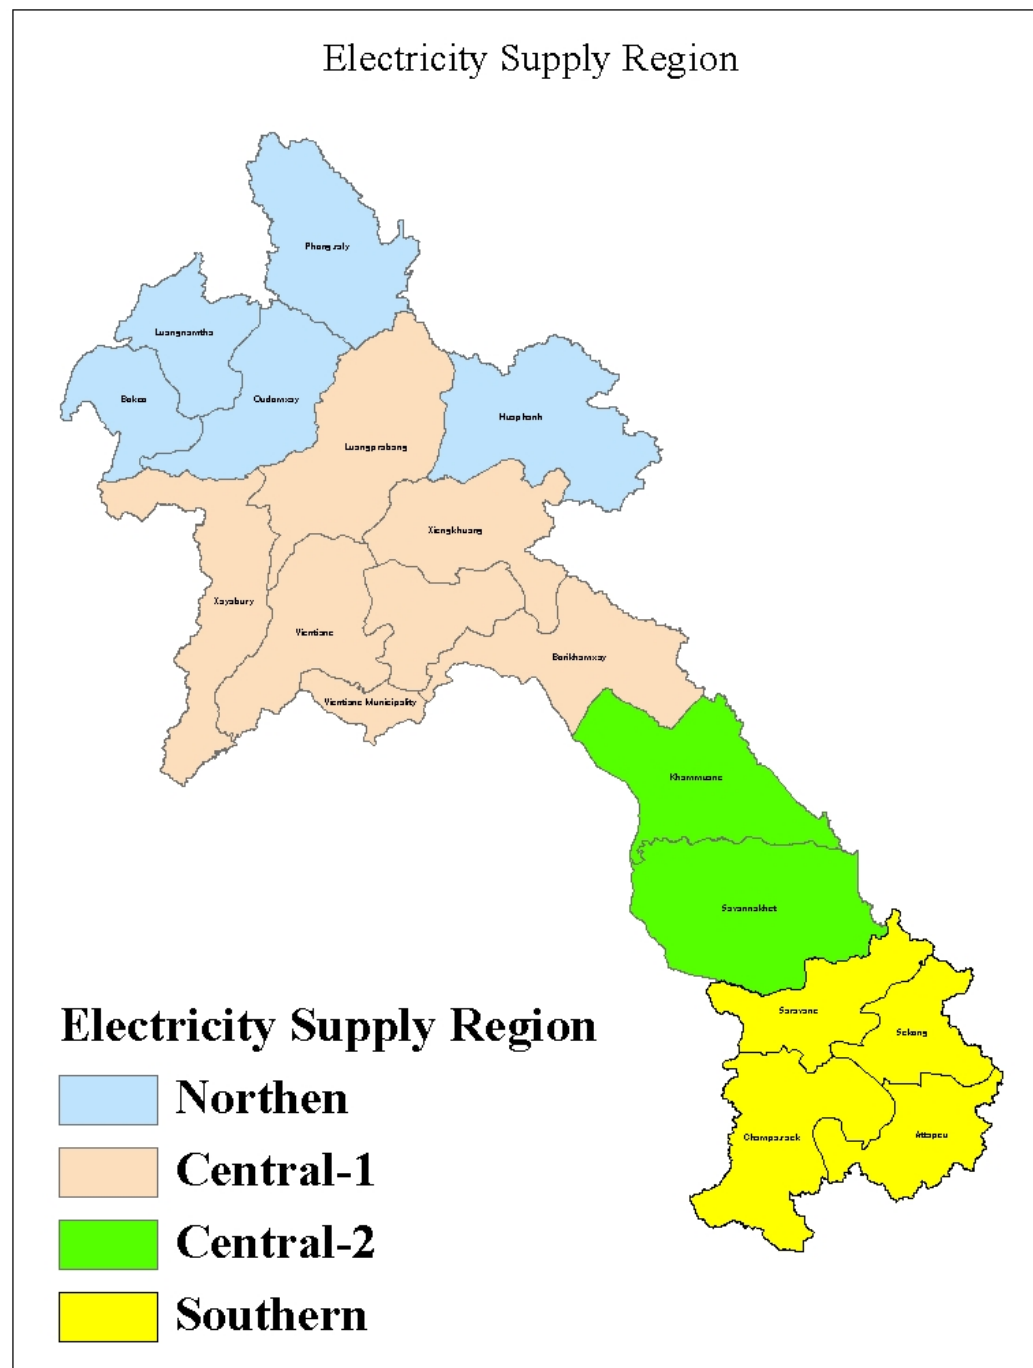 Electricity Supply Region
Phongsaly
Luangnamtha
Bokeo
Oudomxay
Huaphanh
Luangprabang
Xiengkhuang
Xayabury
Vientiane
Borikhamxay
Vientiane Municipality
Khammuane
Savannakhet
Saravane
Sekong
Champasack
Attapeu
Electricity Supply Region
Northen
Central-1
Central-2
Southern